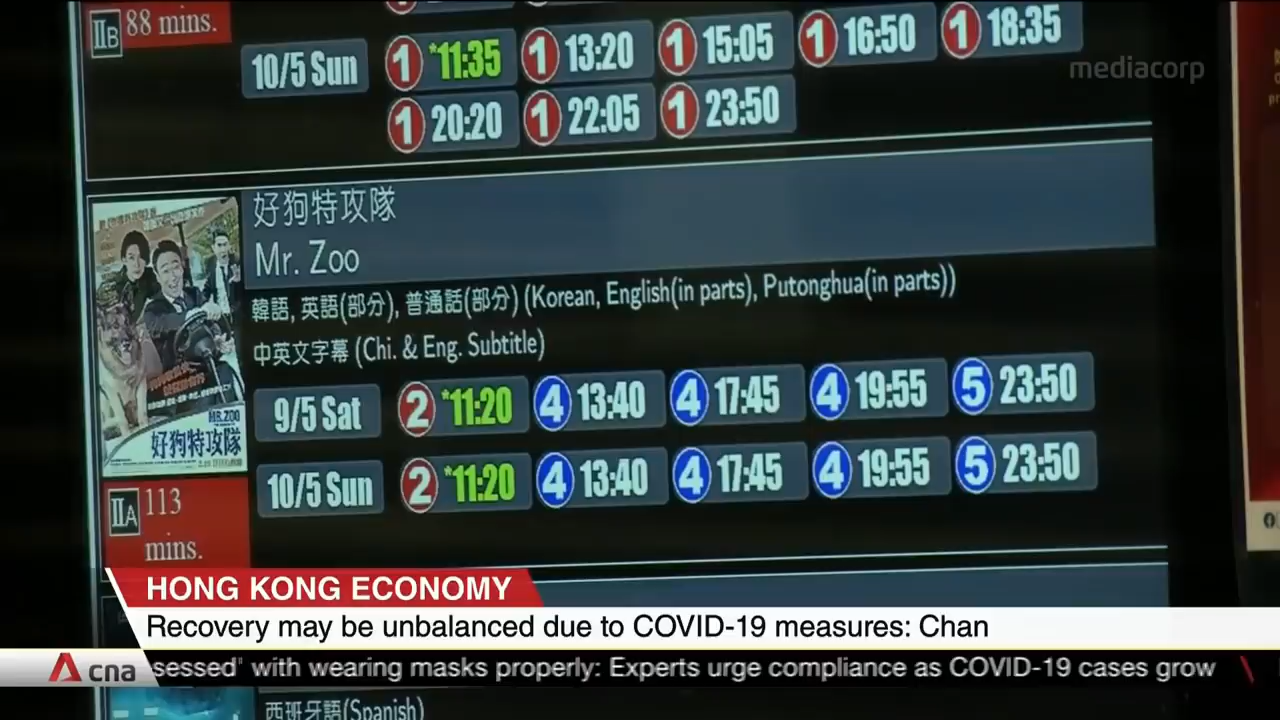 IIB 88 mins.
10/5 Sun 1 *11:35 1 13:20 1 15:05 1 16:50 1 18:35
1 20:20 1 22:05 1 23:50
mediacorp
好狗特攻隊
Mr. Zoo
韓語, 英語(部分), 普通話(部分) (Korean, English(in parts), Putonghua(in parts))
中英文字幕 (Chi. & Eng. Subtitle)
9/5 Sat 2 *11:20 4 13:40 4 17:45 4 19:55 5 23:50
10/5 Sun 2 *11:20 4 13:40 4 17:45 4 19:55 5 23:50
MR.ZOO
好狗特攻隊
IIA 113
mins.
HONG KONG ECONOMY
Recovery may be unbalanced due to COVID-19 measures: Chan
cna sessed" with wearing masks properly: Experts urge compliance as COVID-19 cases grow
西班牙語(Spanish)